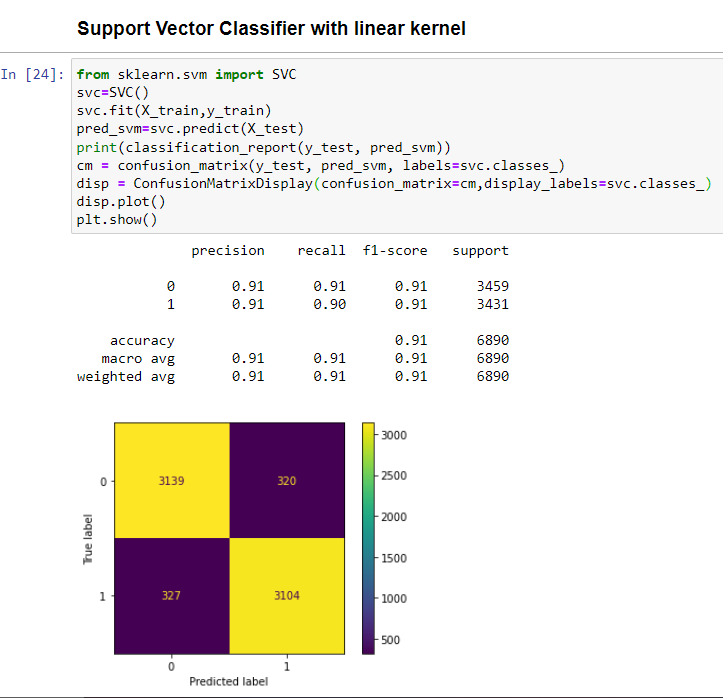 Support Vector Classifier with linear kernel
In [24]: from sklearn.svm import SVC
svc=SVC()
svc.fit(X_train,y_train)
pred_svm=svc.predict(X_test)
print(classification_report(y_test, pred_svm))
cm = confusion_matrix(y_test, pred_svm, labels=svc.classes_)
disp = ConfusionMatrixDisplay(confusion_matrix=cm,display_labels=svc.classes_)
disp.plot()
plt.show()
precision recall f1-score support
0 0.91 0.91 0.91 3459
1 0.91 0.90 0.91 3431
accuracy 0.91 6890
macro avg 0.91 0.91 0.91 6890
weighted avg 0.91 0.91 0.91 6890
3000
0 3139 320
2500
2000
True label
1500
1 327 3104
1000
500
0 1
Predicted label